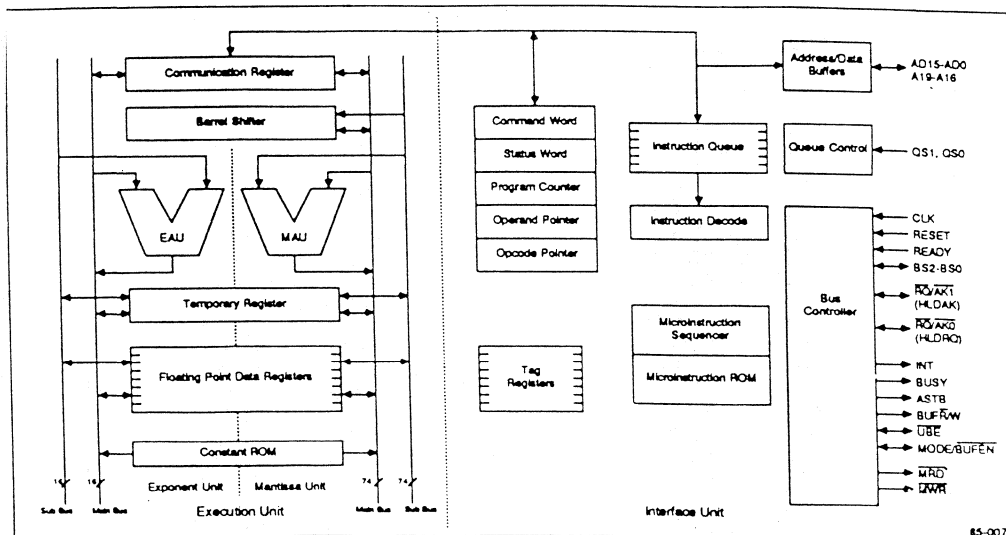 Communication Register
Barrel Shifter
EAU
MAU
Temporary Register
Floating Point Data Registers
Constant ROM
16
16
Exponent Unit
Mantissa Unit
74
74
Sub Bus
Main Bus
Execution Unit
Main Bus
Sub Bus
Command Word
Status Word
Program Counter
Operand Pointer
Opcode Pointer
Tag
Registers
Instruction Queue
Instruction Decode
Microinstruction
Sequencer
Microinstruction ROM
Interface Unit
Address/Data
Buffers
AD15-AD0
A19-A16
Queue Control
QS1, QS0
Bus
Controller
CLK
RESET
READY
BS2-BS0
RQ/AK1
(HLDAK)
RQ/AK0
(HLDRQ)
INT
BUSY
ASTB
BUFR/W
UBE
MODE/BUFEN
MRD
MWR
85-007